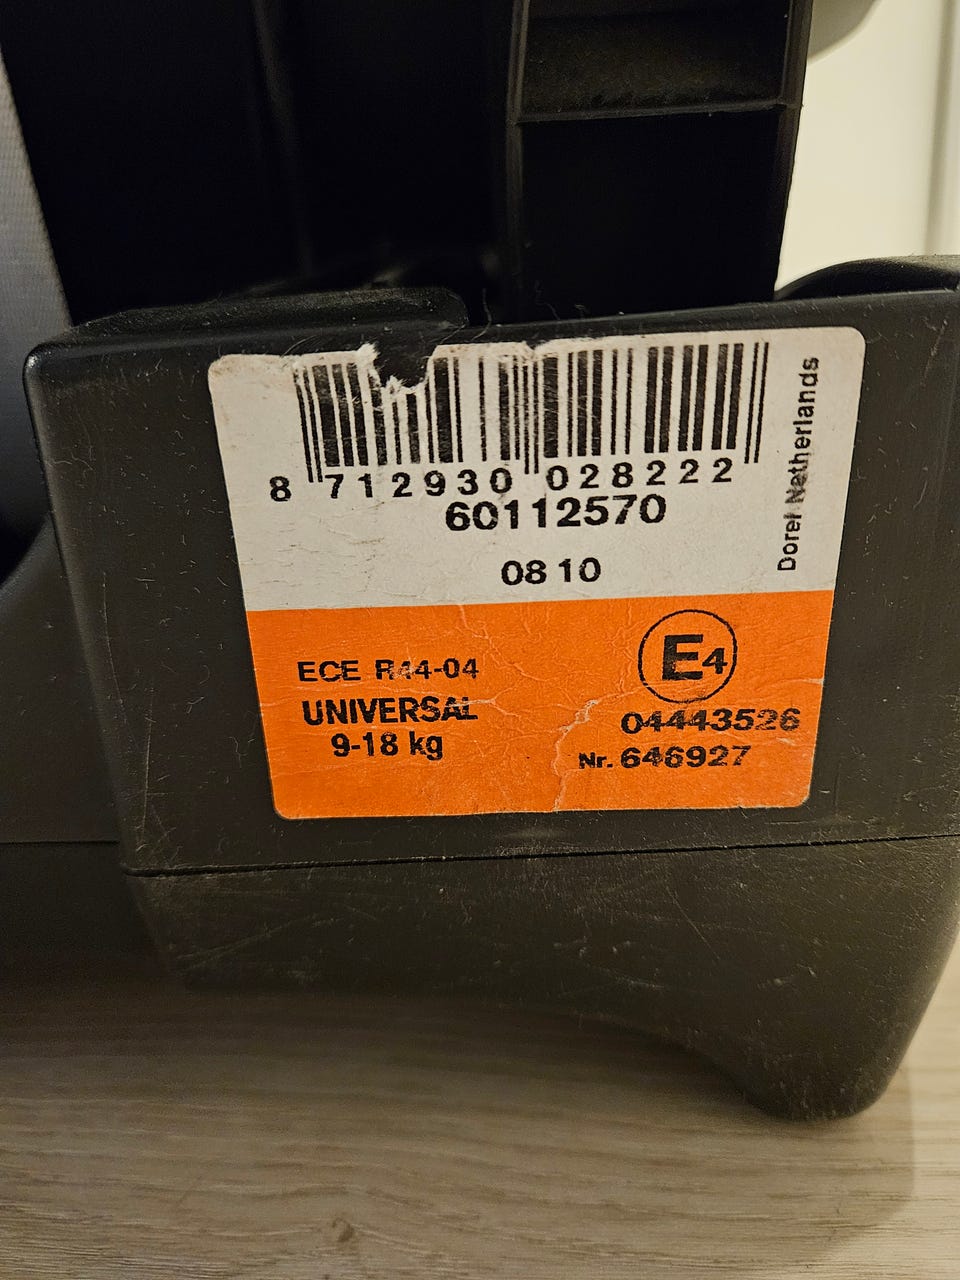 8 712930 028222
60112570
08 10
Dorel Netherlands
ECE R44-04
UNIVERSAL
9-18 kg
E4
04443526
Nr. 646927